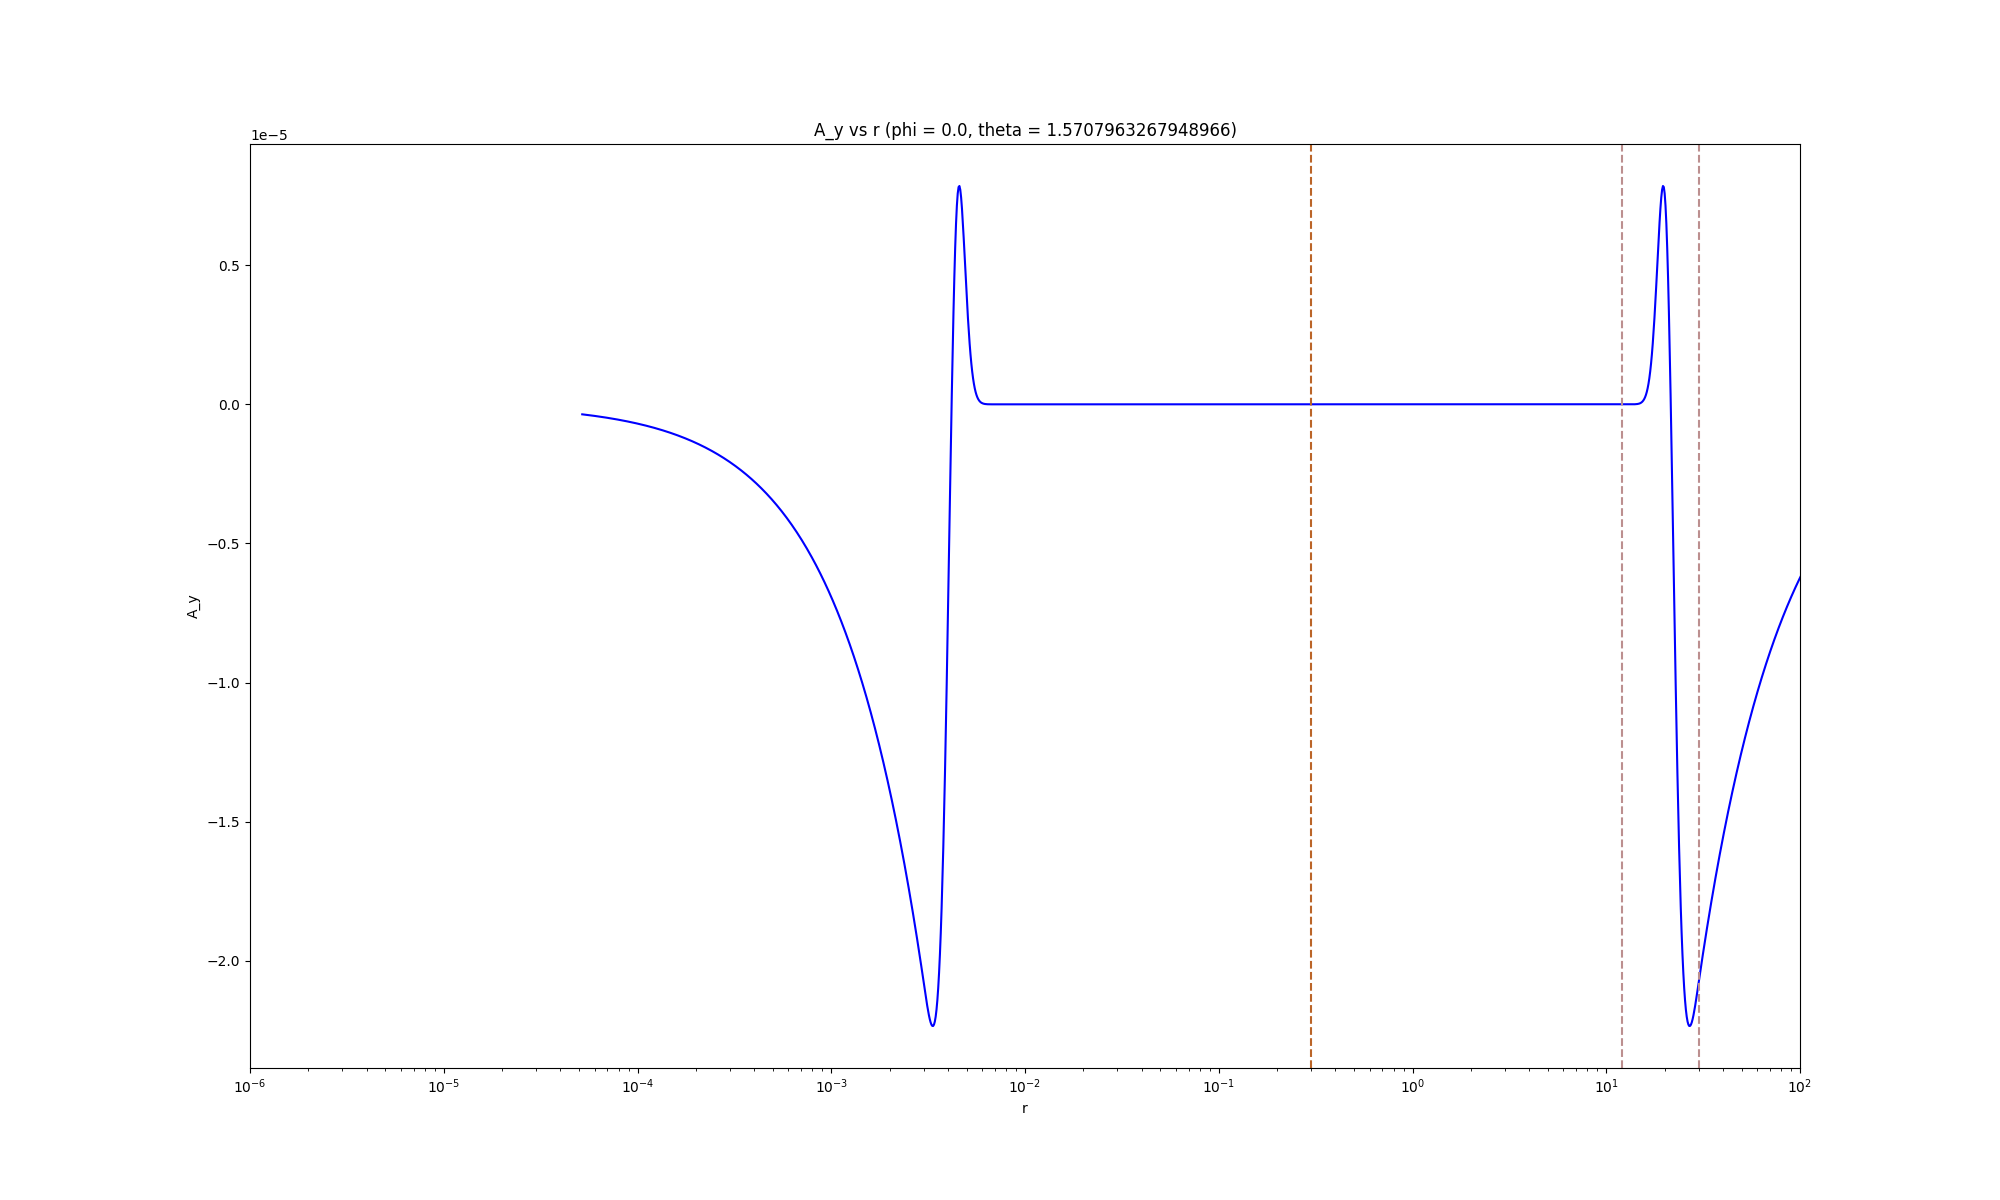 A_y vs r (phi = 0.0, theta = 1.5707963267948966)
1e−5
0.5
0.0
−0.5
−1.0
−1.5
−2.0
A_y
10⁻⁶ 10⁻⁵ 10⁻⁴ 10⁻³ 10⁻² 10⁻¹ 10⁰ 10¹ 10²
r